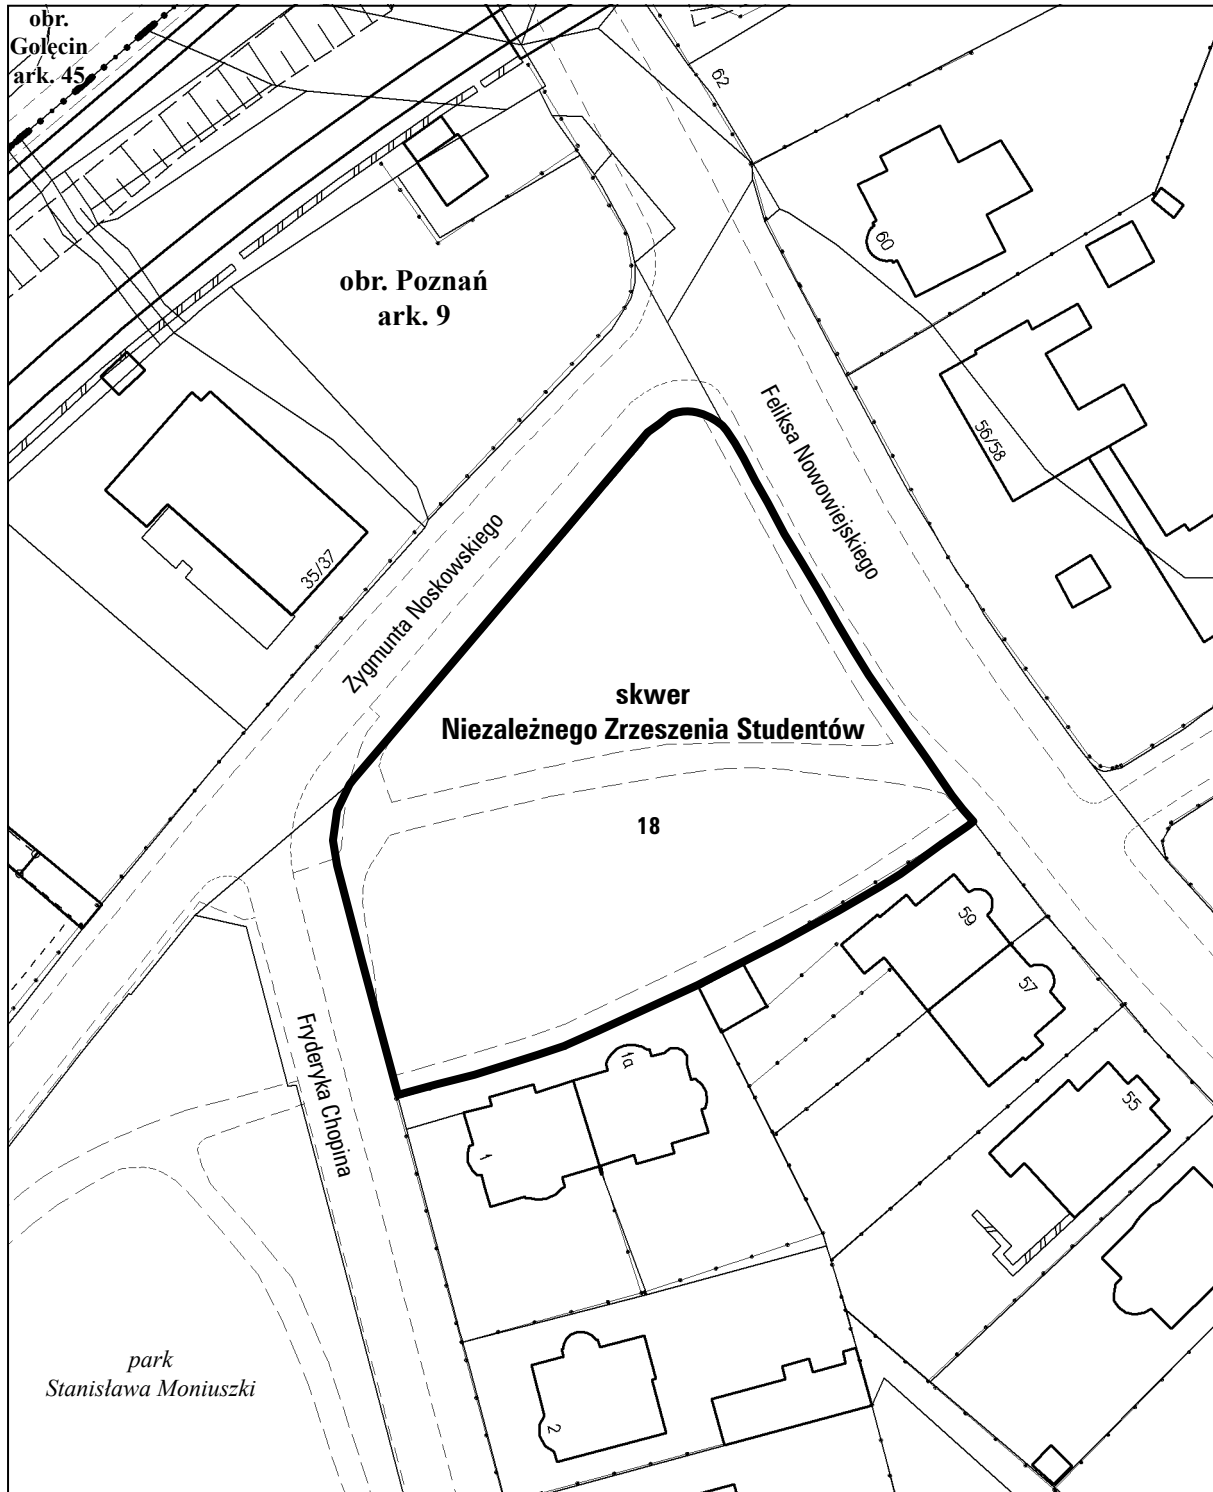 obr.
Golęcin
ark. 45
62
60
obr. Poznań
ark. 9
Feliksa Nowowiejskiego
56/58
35/37
Zygmunta Noskowskiego
skwer
Niezależnego Zrzeszenia Studentów
18
59
57
Fryderyka Chopina
1a
1
55
park
Stanisława Moniuszki
2